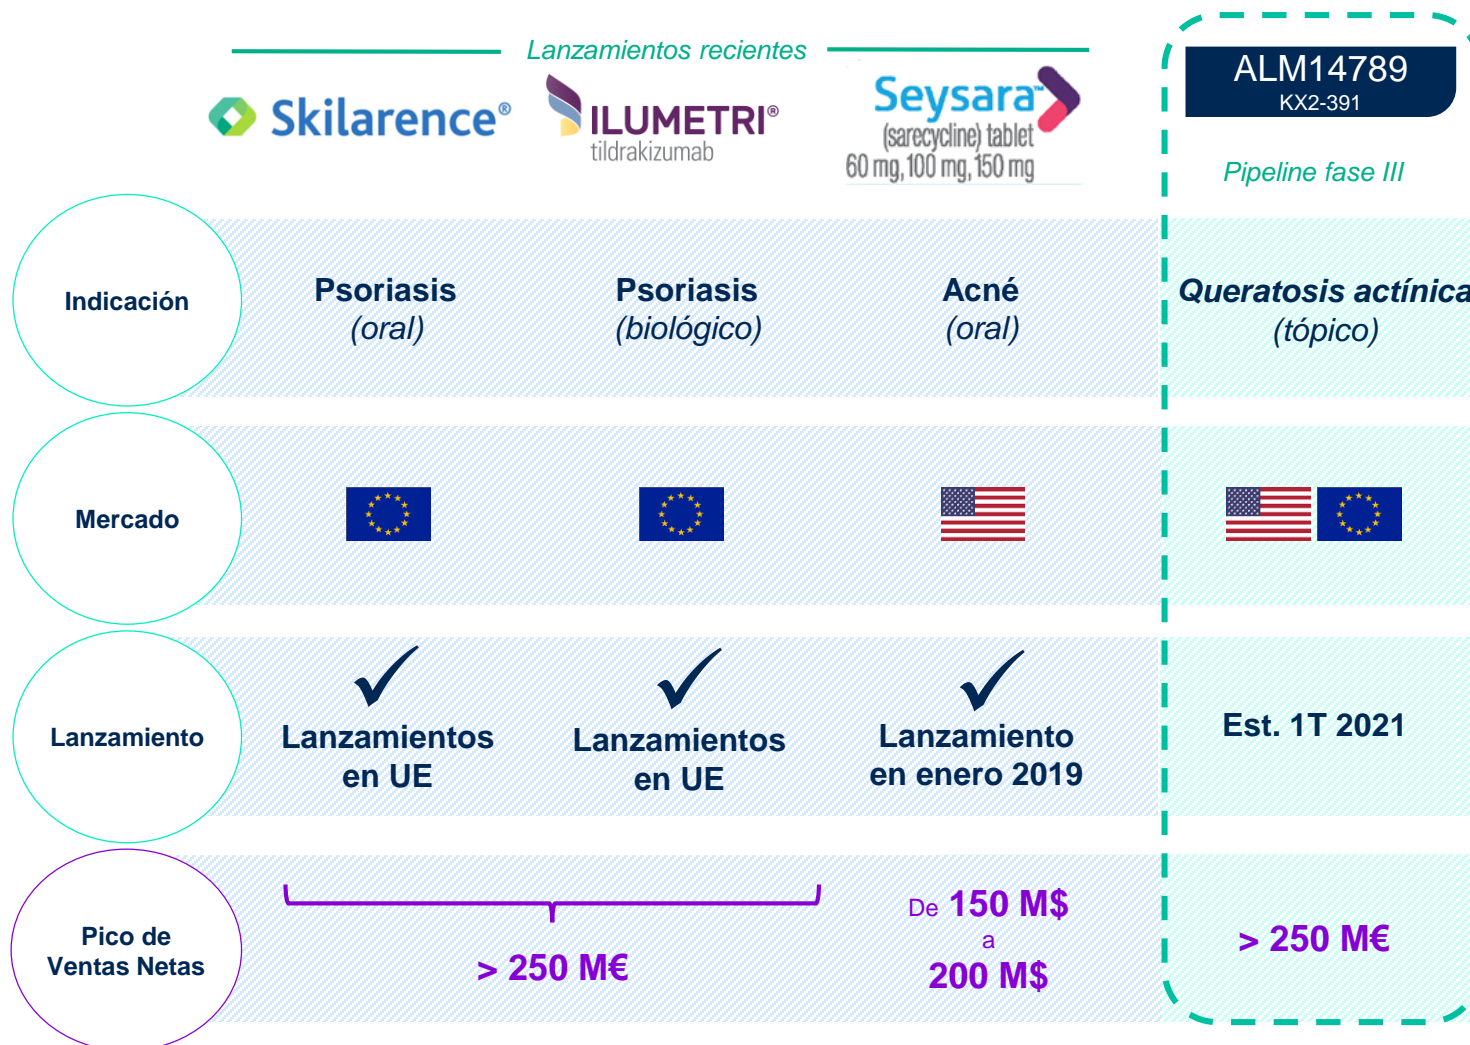 Lanzamientos recientes
Skilarence®
ILUMETRI®
tildrakizumab
Seysara™
(sarecycline) tablet
60 mg, 100 mg, 150 mg
ALM14789
KX2-391
Pipeline fase III
Indicación
Psoriasis
(oral)
Psoriasis
(biológico)
Acné
(oral)
Queratosis actínica
(tópico)
Mercado
Lanzamiento
Lanzamientos
en UE
Lanzamientos
en UE
Lanzamiento
en enero 2019
Est. 1T 2021
Pico de
Ventas Netas
> 250 M€
De 150 M$
a
200 M$
> 250 M€